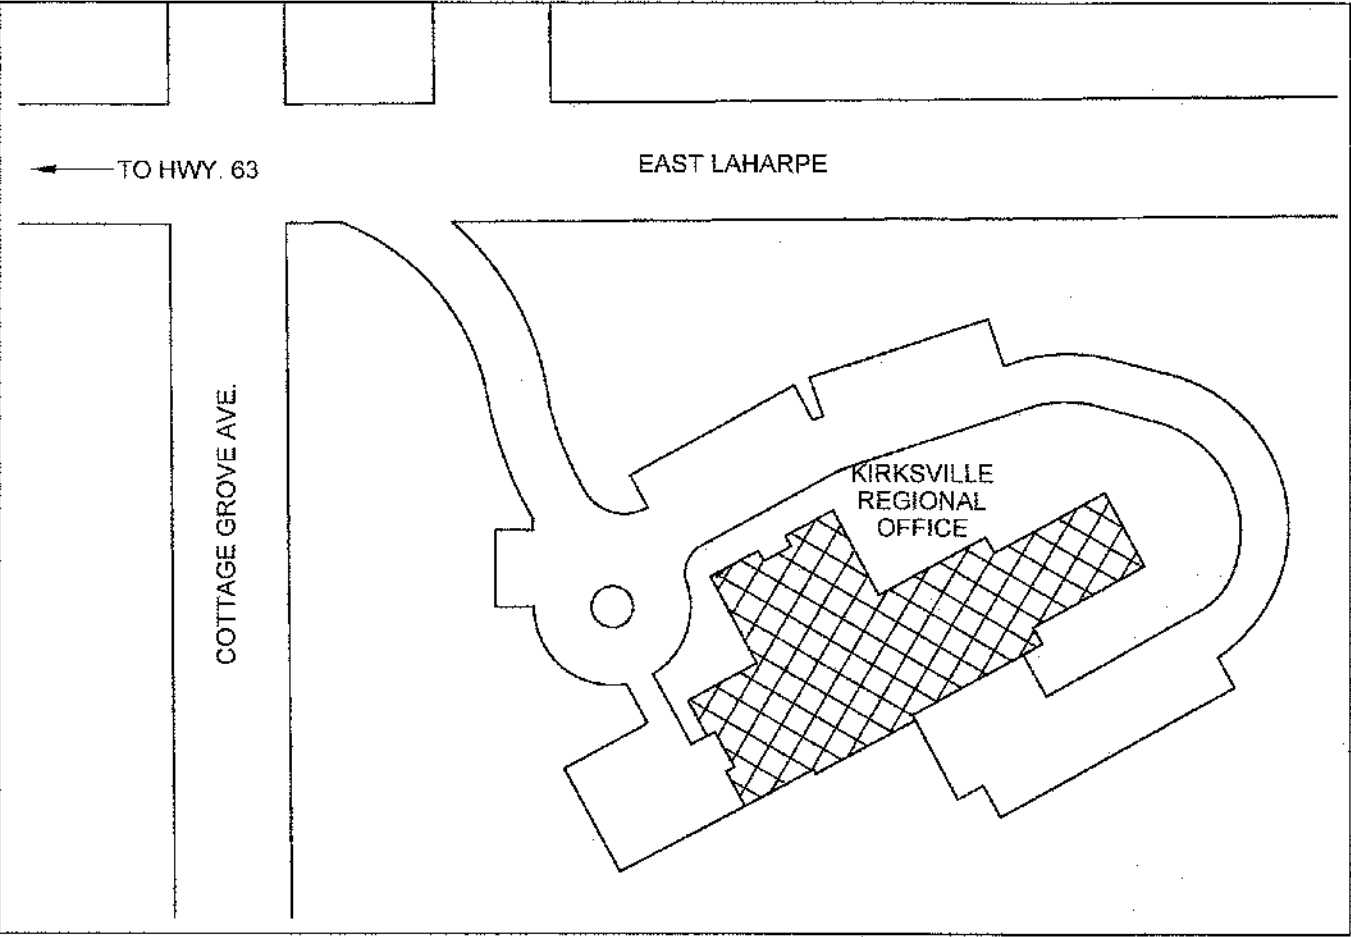 TO HWY. 63
EAST LAHARPE
COTTAGE GROVE AVE.
KIRKSVILLE
REGIONAL
OFFICE